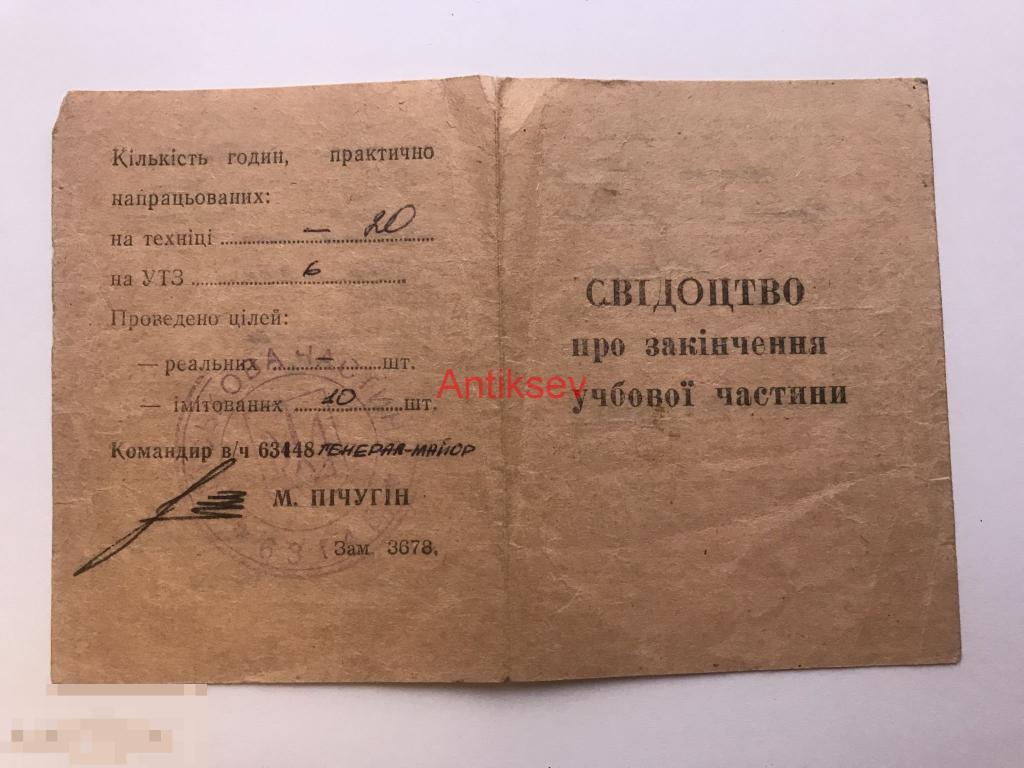 Кількість годин, практично
напрацьованих:
на техніці ..... – 20
на УТЗ ..... 6
Проведено цілей:
— реальних ..... – ..... шт.
— імітованих ..... 10 ..... шт.
Командир в/ч 63448 ГЕНЕРАЛ-МАЙОР
М. ПІЧУГІН
Зам 3678.
СВІДОЦТВО
про закінчення
учбової частини
Antiksev